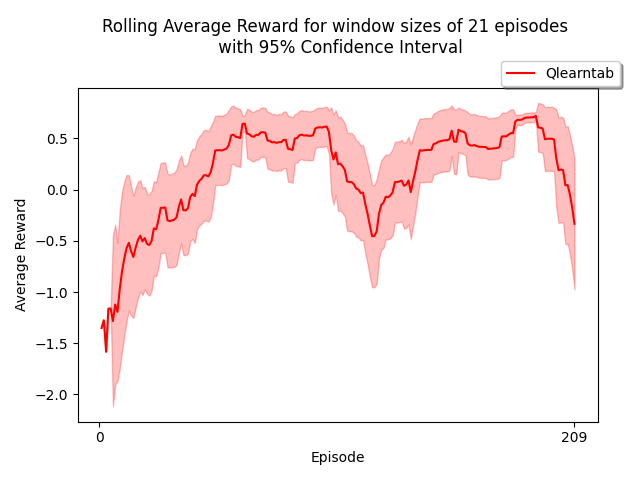 Rolling Average Reward for window sizes of 21 episodes
with 95% Confidence Interval
Qlearntab
0.5
0.0
−0.5
−1.0
−1.5
−2.0
Average Reward
0
209
Episode